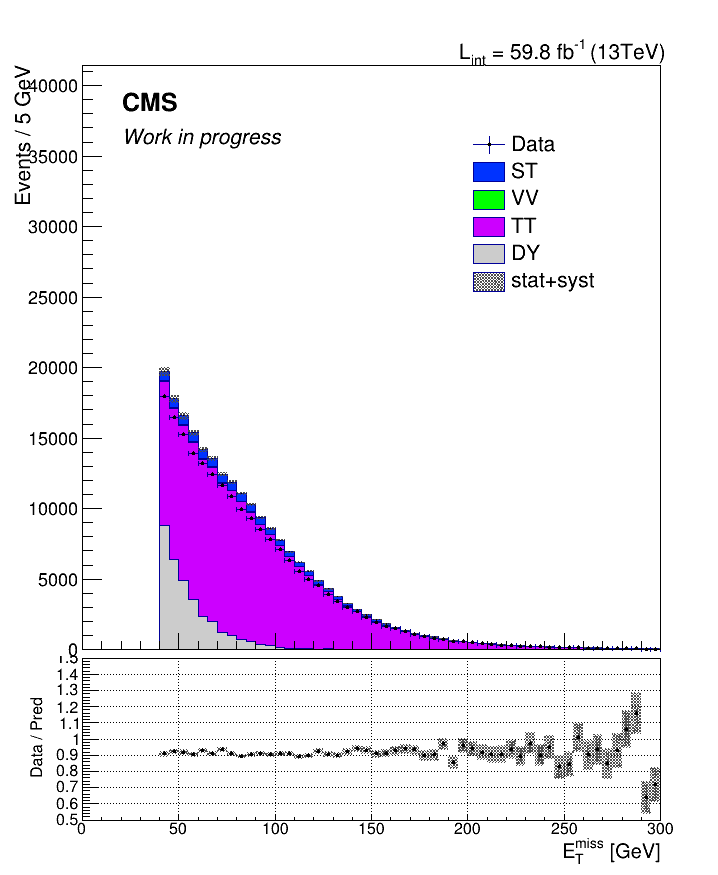 L_int = 59.8 fb^-1 (13TeV)
Events / 5 GeV
40000
CMS
Work in progress
35000
Data
ST
VV
30000
TT
DY
25000
stat+syst
20000
15000
10000
5000
0
1.5
1.4
1.3
1.2
1.1
1
0.9
0.8
0.7
0.6
0.5
Data / Pred
0 50 100 150 200 250 300
E_T^miss [GeV]